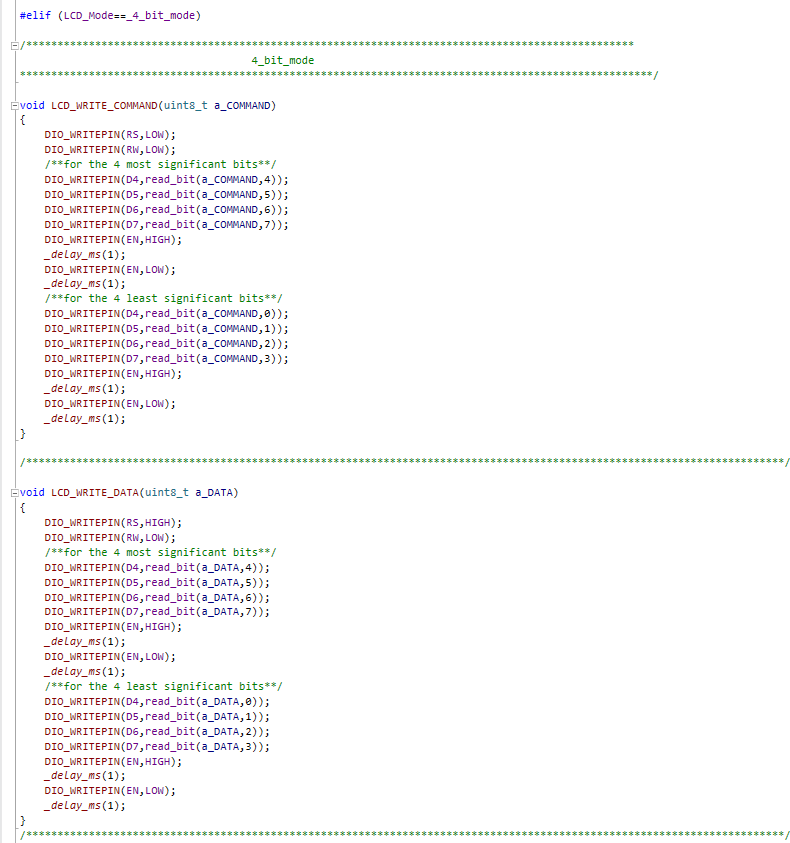 #elif (LCD_Mode==_4_bit_mode)
/*************************************************************************************************
4_bit_mode
*****************************************************************************************************/
void LCD_WRITE_COMMAND(uint8_t a_COMMAND)
{
DIO_WRITEPIN(RS,LOW);
DIO_WRITEPIN(RW,LOW);
/**for the 4 most significant bits**/
DIO_WRITEPIN(D4,read_bit(a_COMMAND,4));
DIO_WRITEPIN(D5,read_bit(a_COMMAND,5));
DIO_WRITEPIN(D6,read_bit(a_COMMAND,6));
DIO_WRITEPIN(D7,read_bit(a_COMMAND,7));
DIO_WRITEPIN(EN,HIGH);
_delay_ms(1);
DIO_WRITEPIN(EN,LOW);
_delay_ms(1);
/**for the 4 least significant bits**/
DIO_WRITEPIN(D4,read_bit(a_COMMAND,0));
DIO_WRITEPIN(D5,read_bit(a_COMMAND,1));
DIO_WRITEPIN(D6,read_bit(a_COMMAND,2));
DIO_WRITEPIN(D7,read_bit(a_COMMAND,3));
DIO_WRITEPIN(EN,HIGH);
_delay_ms(1);
DIO_WRITEPIN(EN,LOW);
_delay_ms(1);
}
/*************************************************************************************************************************/
void LCD_WRITE_DATA(uint8_t a_DATA)
{
DIO_WRITEPIN(RS,HIGH);
DIO_WRITEPIN(RW,LOW);
/**for the 4 most significant bits**/
DIO_WRITEPIN(D4,read_bit(a_DATA,4));
DIO_WRITEPIN(D5,read_bit(a_DATA,5));
DIO_WRITEPIN(D6,read_bit(a_DATA,6));
DIO_WRITEPIN(D7,read_bit(a_DATA,7));
DIO_WRITEPIN(EN,HIGH);
_delay_ms(1);
DIO_WRITEPIN(EN,LOW);
_delay_ms(1);
/**for the 4 least significant bits**/
DIO_WRITEPIN(D4,read_bit(a_DATA,0));
DIO_WRITEPIN(D5,read_bit(a_DATA,1));
DIO_WRITEPIN(D6,read_bit(a_DATA,2));
DIO_WRITEPIN(D7,read_bit(a_DATA,3));
DIO_WRITEPIN(EN,HIGH);
_delay_ms(1);
DIO_WRITEPIN(EN,LOW);
_delay_ms(1);
}
/*************************************************************************************************************************/